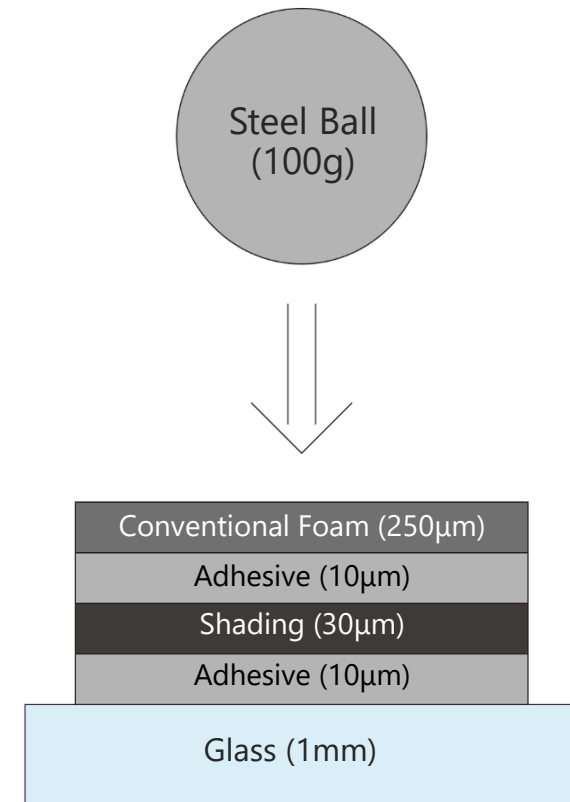 Steel Ball
(100g)
Conventional Foam (250μm)
Adhesive (10μm)
Shading (30μm)
Adhesive (10μm)
Glass (1mm)